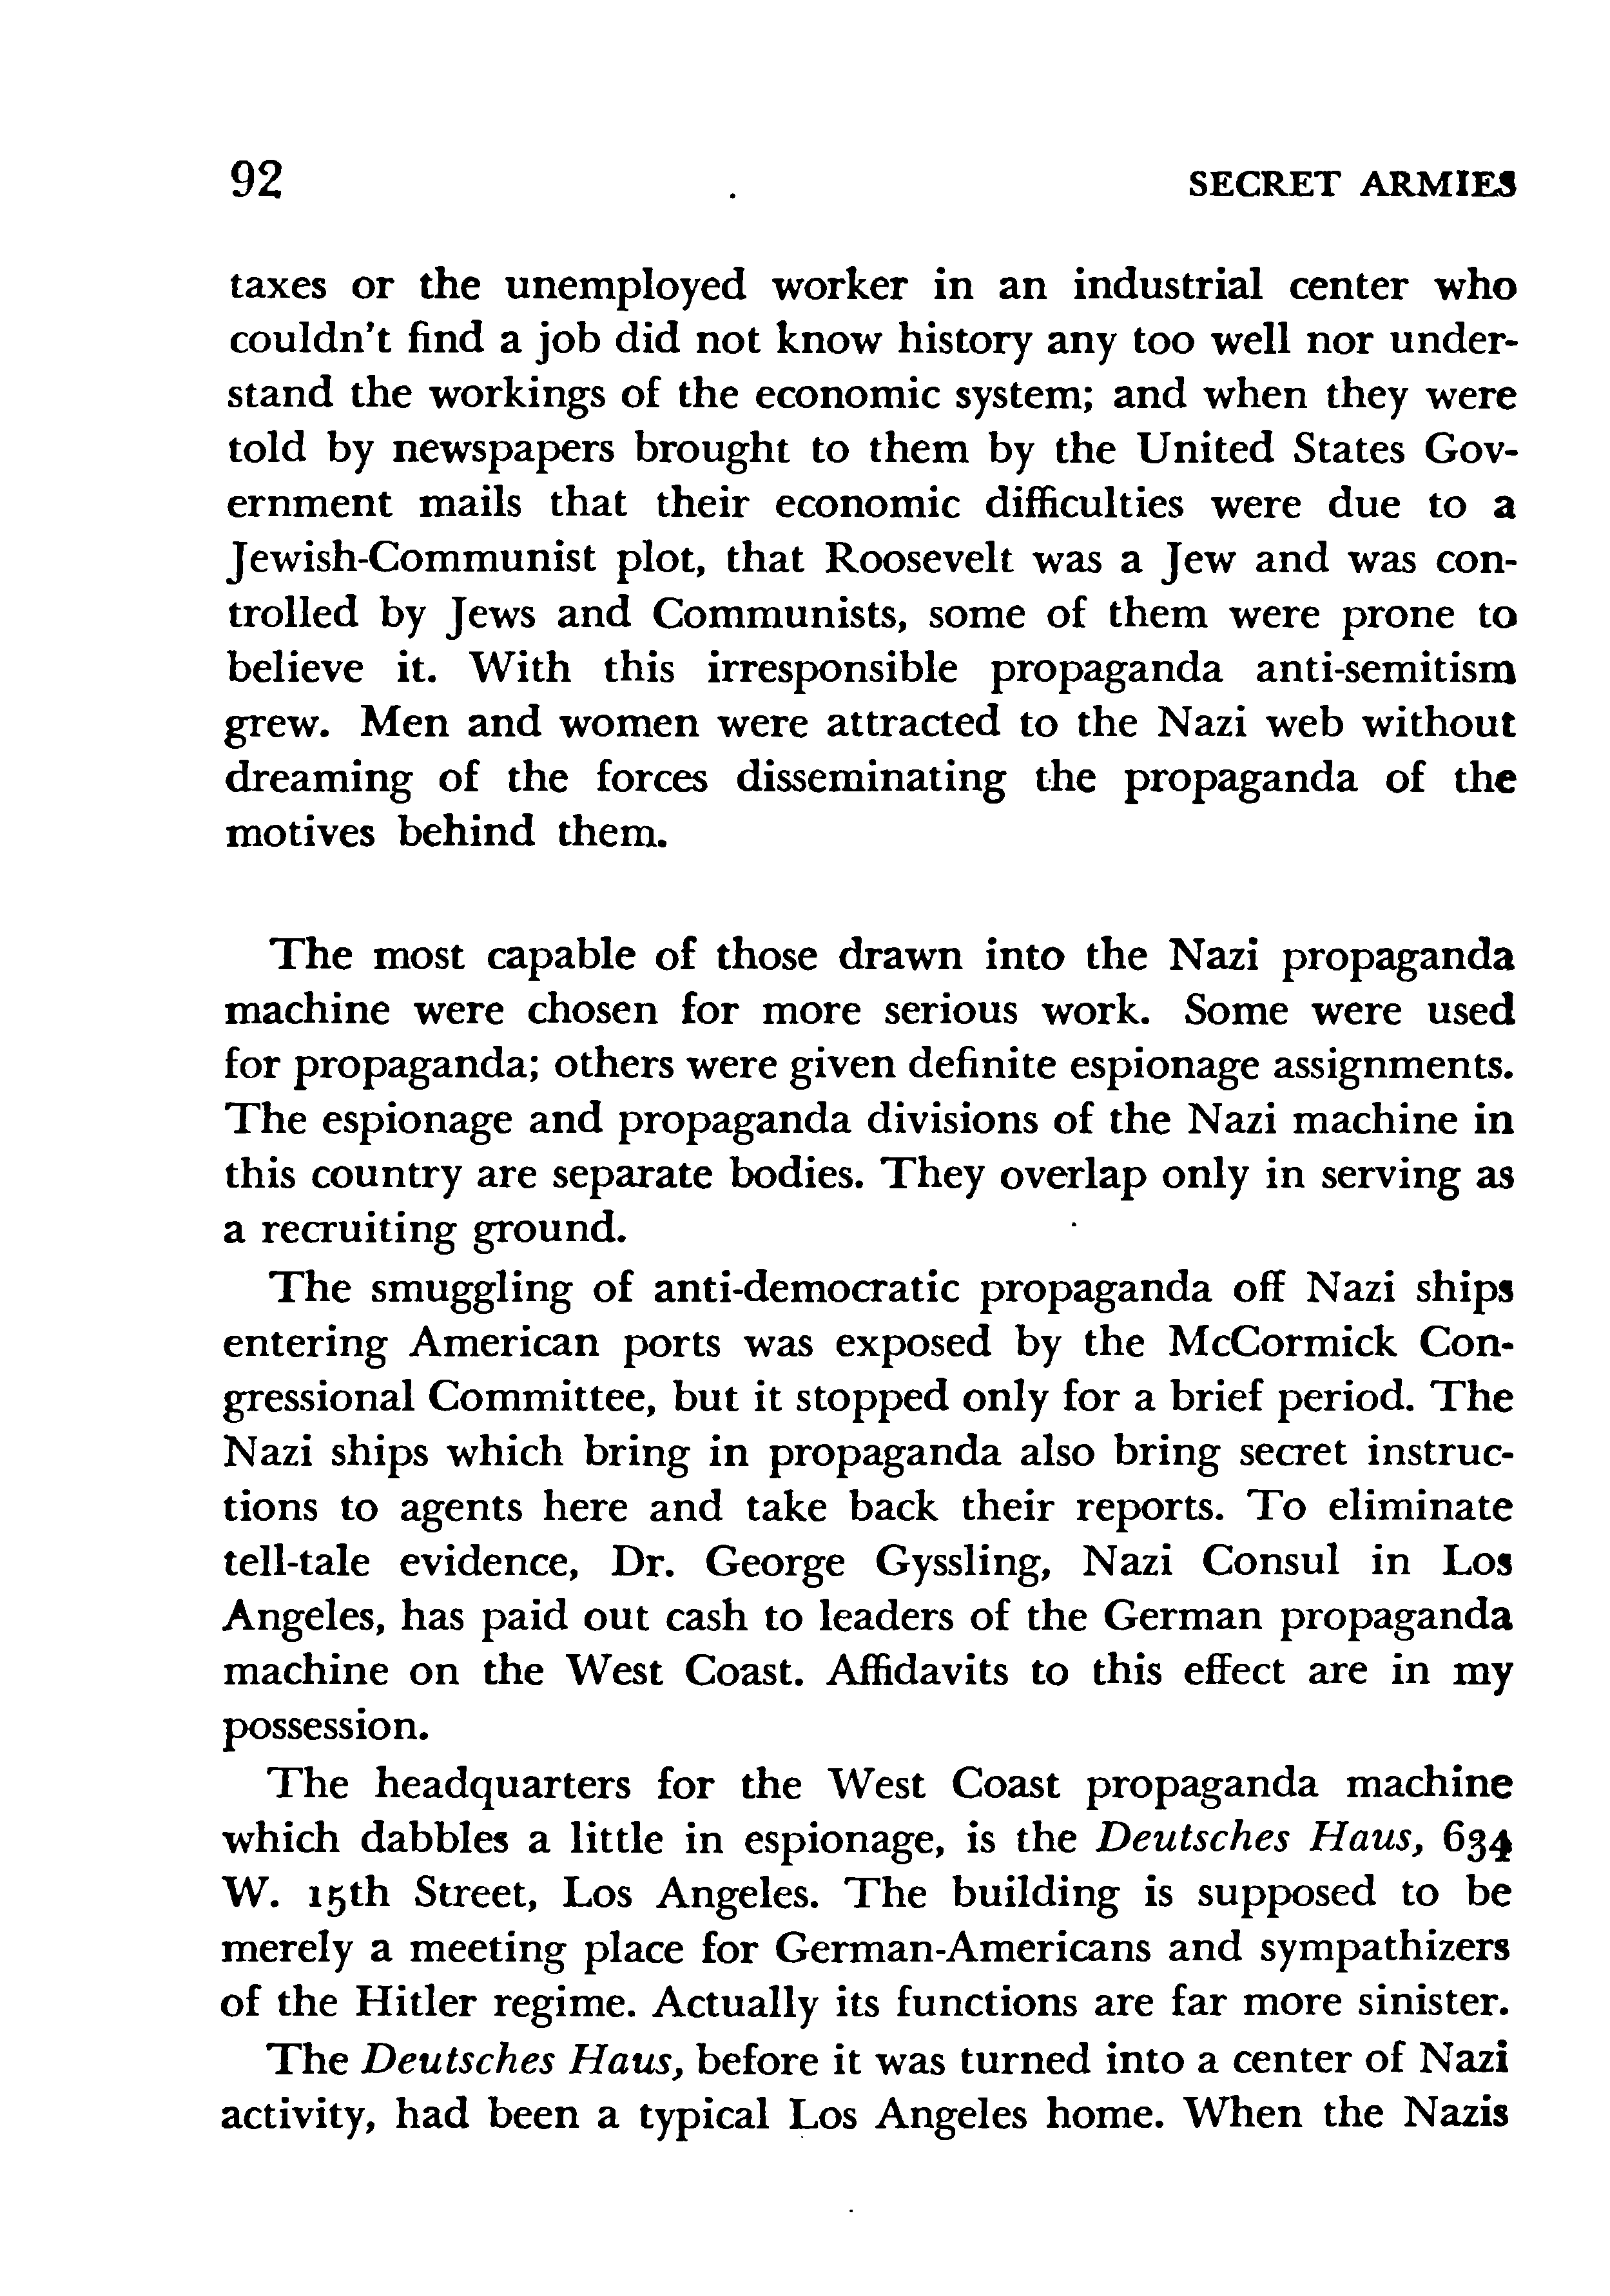 92 SECRET ARMIES
taxes or the unemployed worker in an industrial center who
couldn't find a job did not know history any too well nor under-
stand the workings of the economic system; and when they were
told by newspapers brought to them by the United States Gov-
ernment mails that their economic difficulties were due to a
Jewish-Communist plot, that Roosevelt was a Jew and was con-
trolled by Jews and Communists, some of them were prone to
believe it. With this irresponsible propaganda anti-semitism
grew. Men and women were attracted to the Nazi web without
dreaming of the forces disseminating the propaganda of the
motives behind them.
The most capable of those drawn into the Nazi propaganda
machine were chosen for more serious work. Some were used
for propaganda; others were given definite espionage assignments.
The espionage and propaganda divisions of the Nazi machine in
this country are separate bodies. They overlap only in serving as
a recruiting ground.
The smuggling of anti-democratic propaganda off Nazi ships
entering American ports was exposed by the McCormick Con-
gressional Committee, but it stopped only for a brief period. The
Nazi ships which bring in propaganda also bring secret instruc-
tions to agents here and take back their reports. To eliminate
tell-tale evidence, Dr. George Gyssling, Nazi Consul in Los
Angeles, has paid out cash to leaders of the German propaganda
machine on the West Coast. Affidavits to this effect are in my
possession.
The headquarters for the West Coast propaganda machine
which dabbles a little in espionage, is the Deutsches Haus, 634
W. 15th Street, Los Angeles. The building is supposed to be
merely a meeting place for German-Americans and sympathizers
of the Hitler regime. Actually its functions are far more sinister.
The Deutsches Haus, before it was turned into a center of Nazi
activity, had been a typical Los Angeles home. When the Nazis